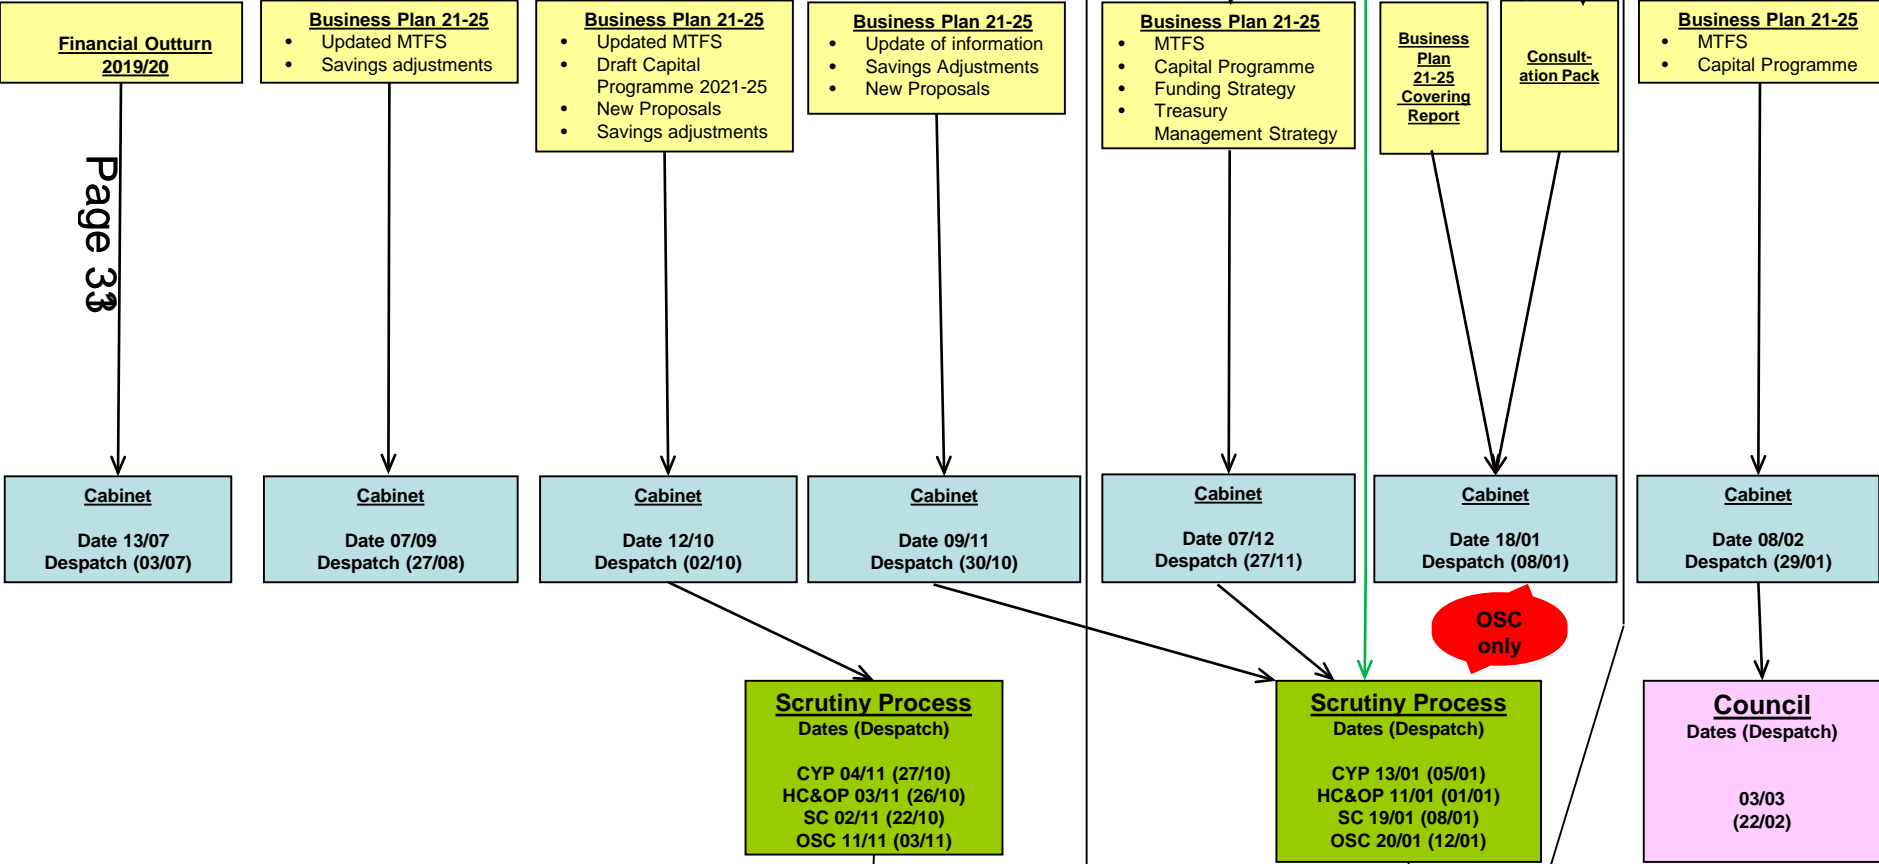 Financial Outturn
2019/20
Business Plan 21-25
• Updated MTFS
• Savings adjustments
Business Plan 21-25
• Updated MTFS
• Draft Capital
Programme 2021-25
• New Proposals
• Savings adjustments
Business Plan 21-25
• Update of information
• Savings Adjustments
• New Proposals
Business Plan 21-25
• MTFS
• Capital Programme
• Funding Strategy
• Treasury
Management Strategy
Business
Plan
21-25
Covering
Report
Consult-
ation Pack
Business Plan 21-25
• MTFS
• Capital Programme
Cabinet
Date 13/07
Despatch (03/07)
Cabinet
Date 07/09
Despatch (27/08)
Cabinet
Date 12/10
Despatch (02/10)
Cabinet
Date 09/11
Despatch (30/10)
Cabinet
Date 07/12
Despatch (27/11)
Cabinet
Date 18/01
Despatch (08/01)
Cabinet
Date 08/02
Despatch (29/01)
OSC
only
Scrutiny Process
Dates (Despatch)
CYP 04/11 (27/10)
HC&OP 03/11 (26/10)
SC 02/11 (22/10)
OSC 11/11 (03/11)
Scrutiny Process
Dates (Despatch)
CYP 13/01 (05/01)
HC&OP 11/01 (01/01)
SC 19/01 (08/01)
OSC 20/01 (12/01)
Council
Dates (Despatch)
03/03
(22/02)
Page